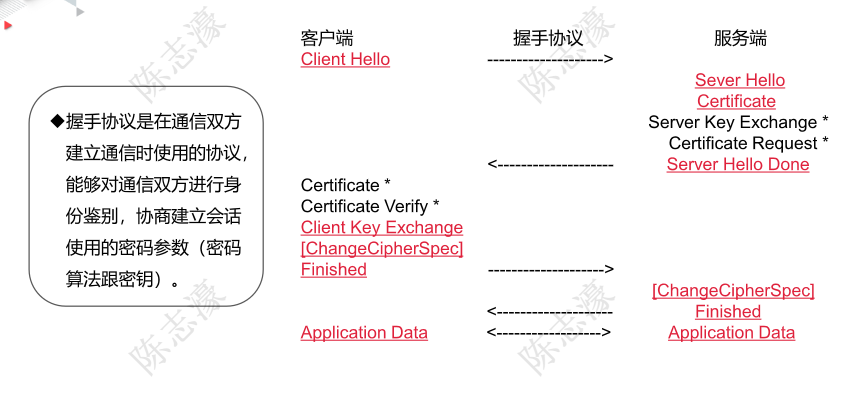 客户端 握手协议 服务端
Client Hello -------------------->
Sever Hello
Certificate
Server Key Exchange *
Certificate Request *
<-------------------- Server Hello Done
Certificate *
Certificate Verify *
Client Key Exchange
[ChangeCipherSpec]
Finished -------------------->
[ChangeCipherSpec]
<-------------------- Finished
Application Data <------------------> Application Data
◆握手协议是在通信双方
建立通信时使用的协议，
能够对通信双方进行身
份鉴别，协商建立会话
使用的密码参数（密码
算法跟密钥）。
陈志濠
陈志濠
陈志濠
陈志濠